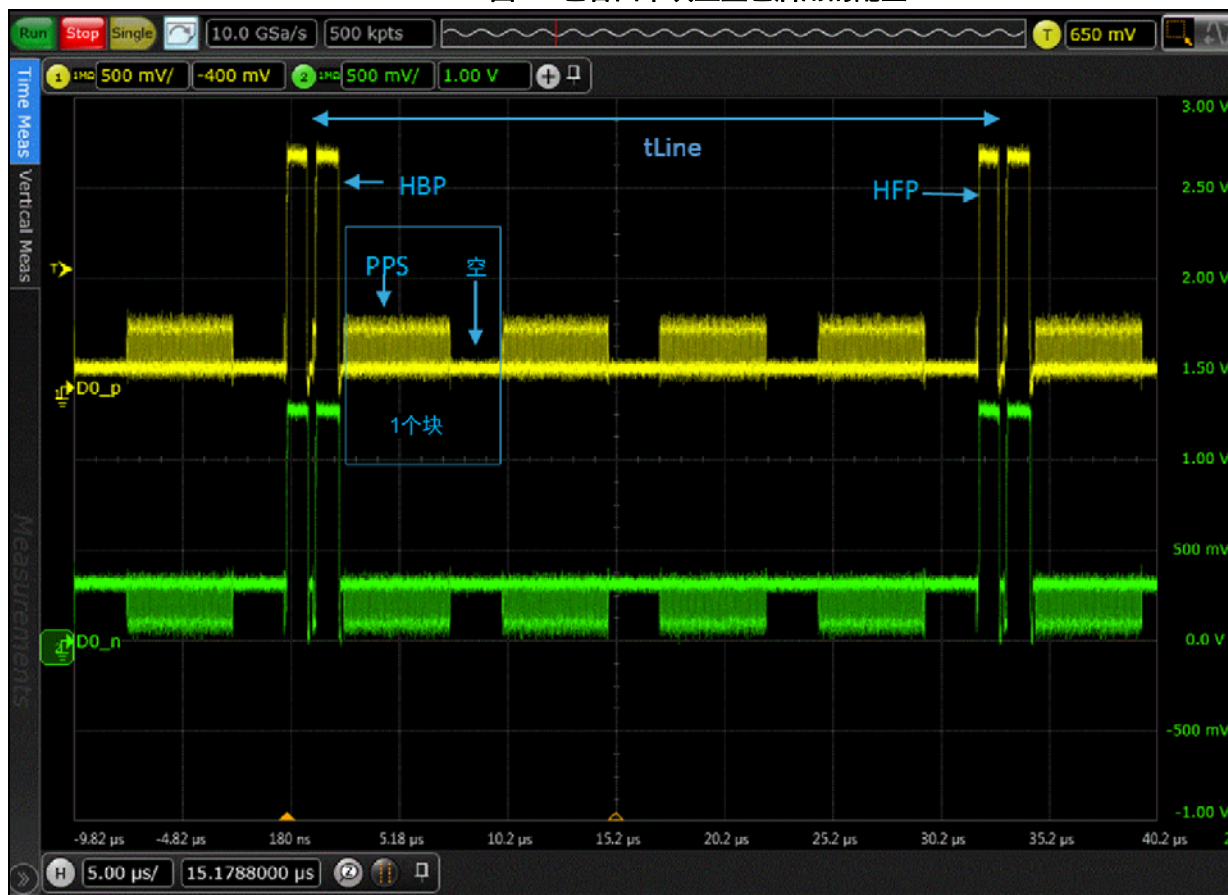 Run Stop Single 10.0 GSa/s 500 kpts T 650 mV
1 1MΩ 500 mV/ -400 mV 2 1MΩ 500 mV/ 1.00 V
Time Meas
Vertical Meas
Measurements
3.00 V
tLine
HBP
HFP
2.50 V
PPS
空
T
2.00 V
1.50 V
D0_p
1个块
1.00 V
500 mV
D0_n
0.0 V
-500 mV
-1.00 V
-9.82 µs -4.82 µs 180 ns 5.18 µs 10.2 µs 15.2 µs 20.2 µs 25.2 µs 30.2 µs 35.2 µs 40.2 µs
H 5.00 µs/ 15.1788000 µs